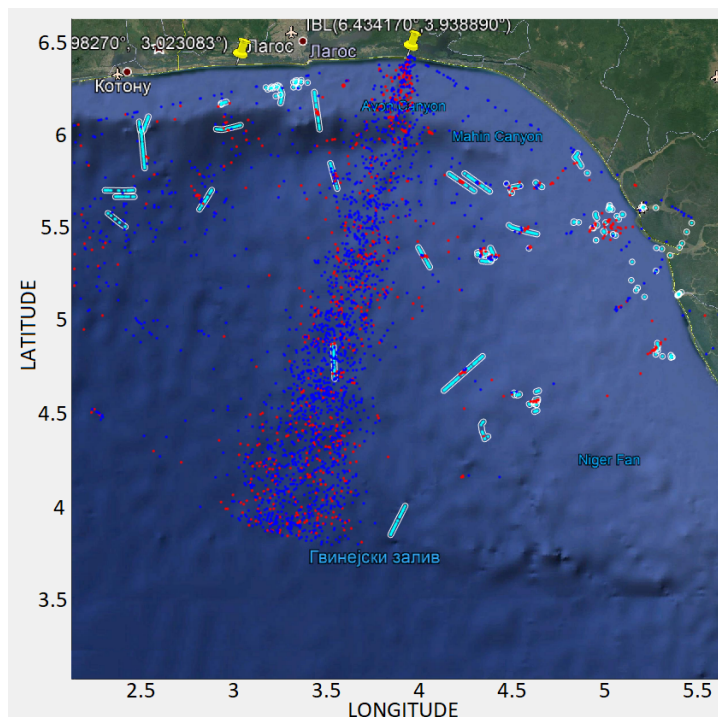 IBL(6.434170°,3.938890°)
98270°, 3.023083°) Лагос
Лагос
Котону
Avon Canyon
Mahin Canyon
Niger Fan
Гвинејски залив
LATITUDE
6.5
6
5.5
5
4.5
4
3.5
2.5 3 3.5 4 4.5 5 5.5
LONGITUDE